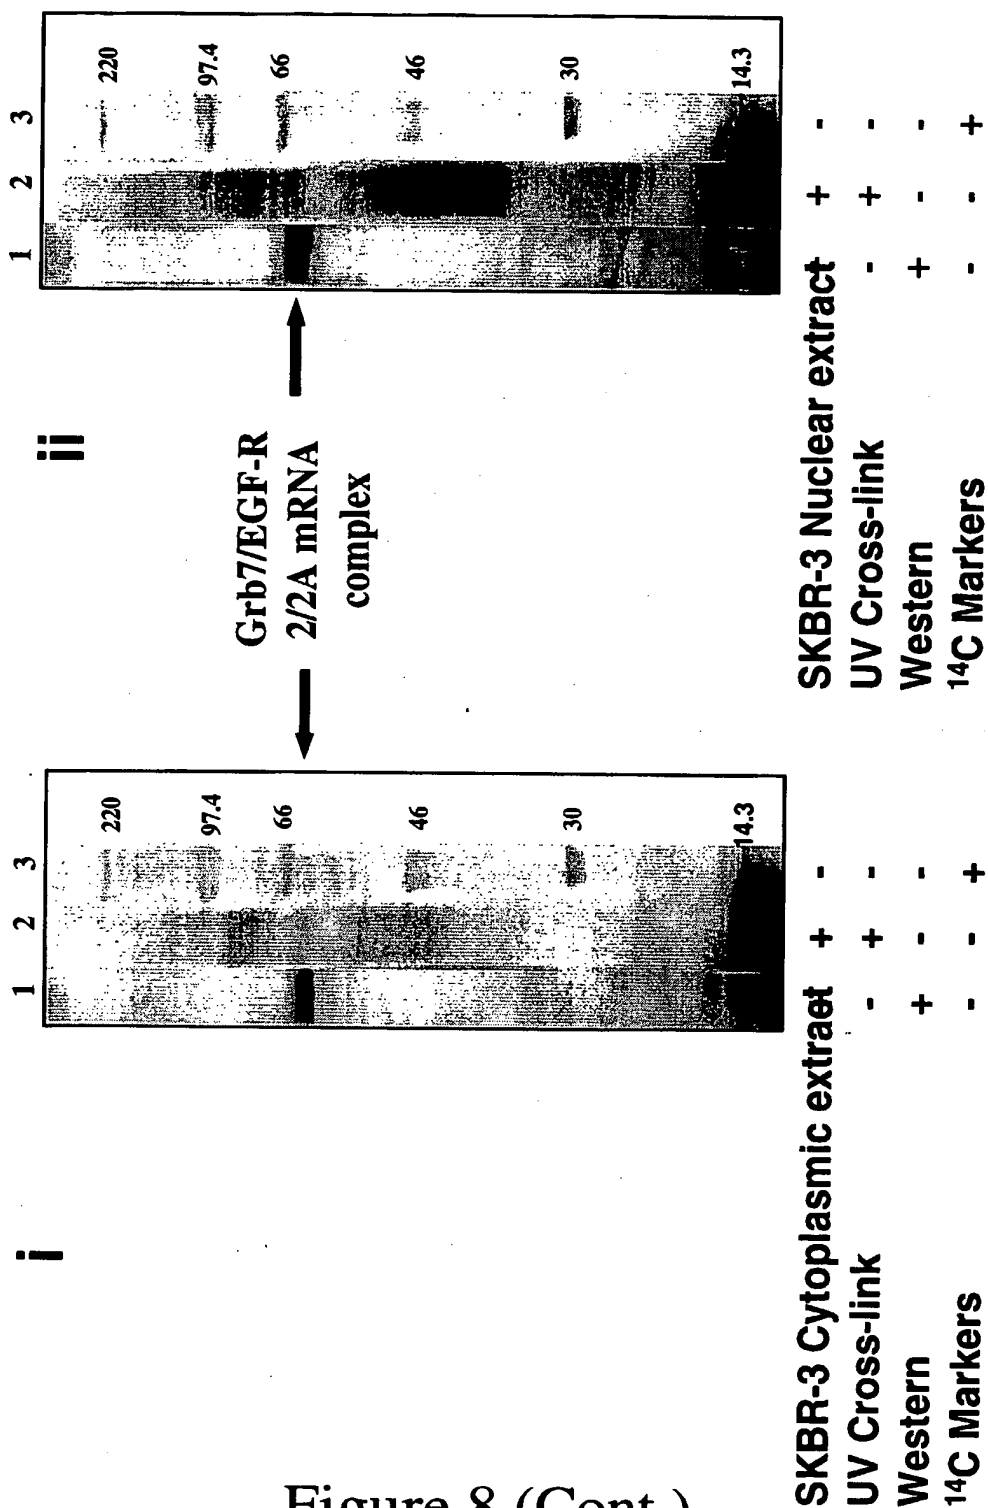 i
1 2 3
220
97.4
66
46
30
14.3
SKBR-3 Cytoplasmic extract + -
UV Cross-link - + -
Western + - -
14C Markers - - +
Grb7/EGF-R
2/2A mRNA
complex
ii
1 2 3
220
97.4
66
46
30
14.3
SKBR-3 Nuclear extract + -
UV Cross-link - + -
Western + - -
14C Markers - - +
Figure 8 (Cont.)